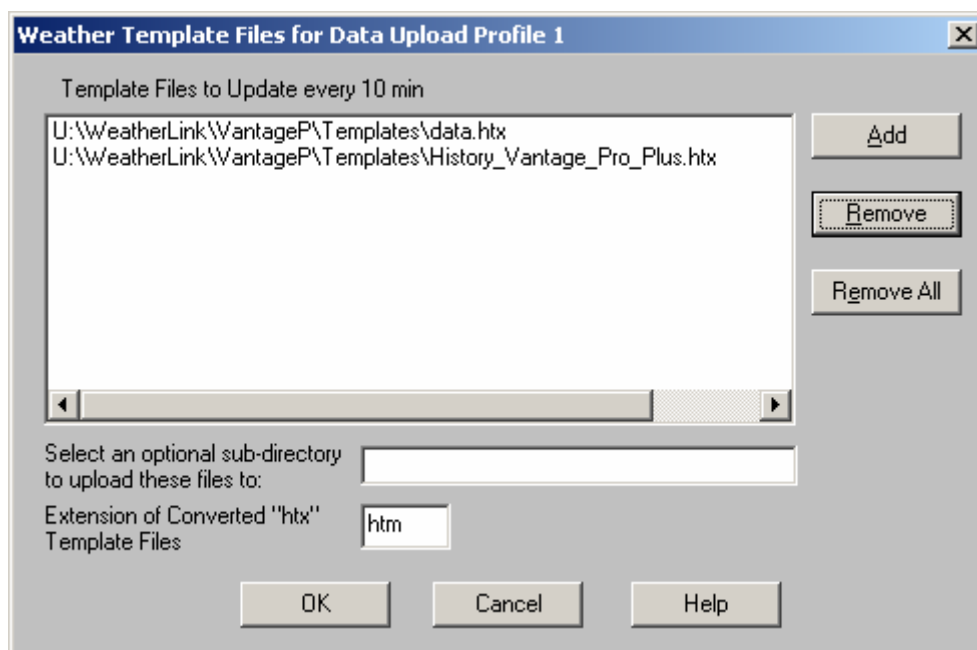 Weather Template Files for Data Upload Profile 1
Template Files to Update every 10 min
U:\WeatherLink\VantageP\Templates\data.htx
U:\WeatherLink\VantageP\Templates\History_Vantage_Pro_Plus.htx
Add
Remove
Remove All
Select an optional sub-directory
to upload these files to:
Extension of Converted "htx"
Template Files
htm
OK
Cancel
Help